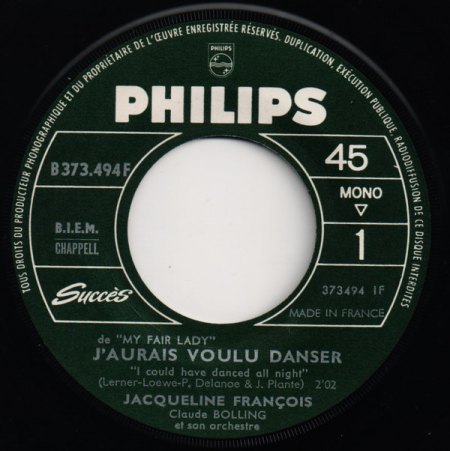 TOUS DROITS DU PRODUCTEUR PHONOGRAPHIQUE ET DU PROPRIÉTAIRE DE L'ŒUVRE ENREGISTRÉE RÉSERVÉS. DUPLICATION, EXÉCUTION PUBLIQUE, RADIODIFFUSION DE CE DISQUE INTERDITES
PHILIPS
PHILIPS
B 373.494 F
45
MONO
B.I.E.M.
CHAPPELL
1
Succès
373494 1F
MADE IN FRANCE
de "MY FAIR LADY"
J'AURAIS VOULU DANSER
"I could have danced all night"
(Lerner-Loewe-P. Delanoe & J. Plante) 2'02
JACQUELINE FRANÇOIS
Claude BOLLING
et son orchestre